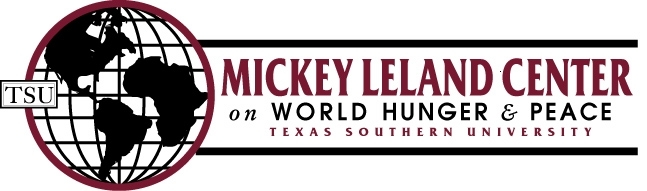 TSU
MICKEY LELAND CENTER
on WORLD HUNGER & PEACE
TEXAS SOUTHERN UNIVERSITY